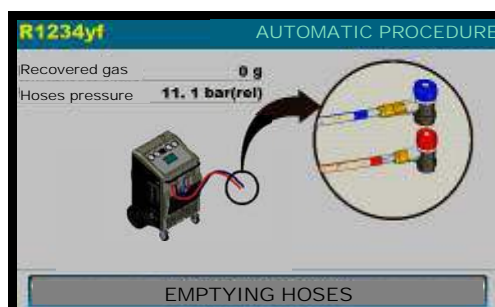 R1234yf AUTOMATIC PROCEDURE
Recovered gas 0 g
Hoses pressure 11. 1 bar(rel)
EMPTYING HOSES